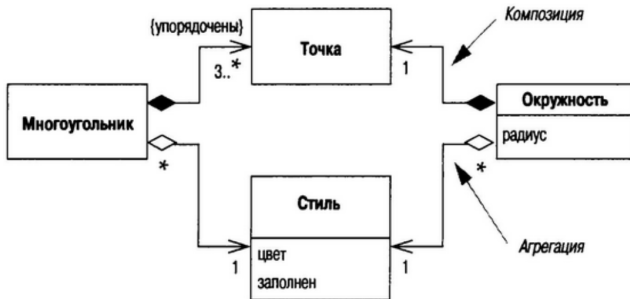 {упорядочены}
Точка
Композиция
3..*
1
Многоугольник
Окружность
радиус
*
*
Стиль
цвет
заполнен
1
1
Агрегация